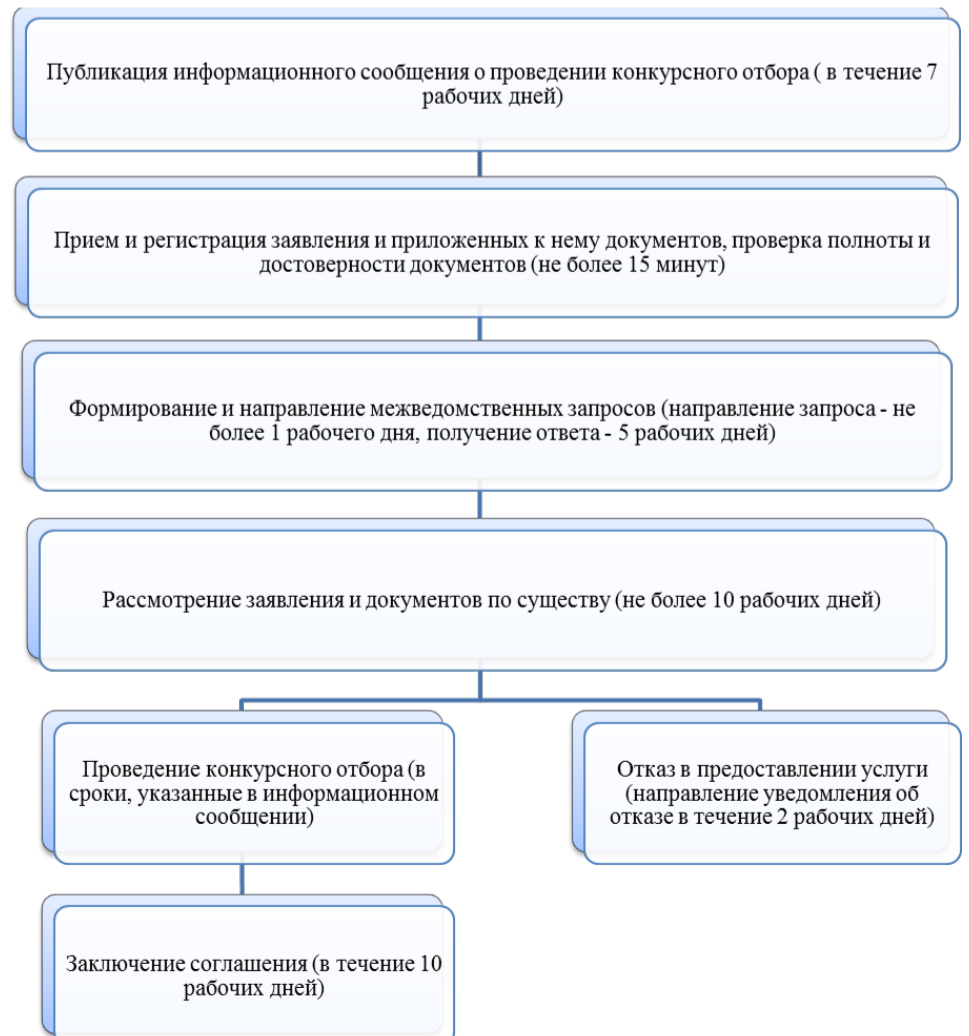 Публикация информационного сообщения о проведении конкурсного отбора ( в течение 7
рабочих дней)
Прием и регистрация заявления и приложенных к нему документов, проверка полноты и
достоверности документов (не более 15 минут)
Формирование и направление межведомственных запросов (направление запроса - не
более 1 рабочего дня, получение ответа - 5 рабочих дней)
Рассмотрение заявления и документов по существу (не более 10 рабочих дней)
Проведение конкурсного отбора (в
сроки, указанные в информационном
сообщении)
Отказ в предоставлении услуги
(направление уведомления об
отказе в течение 2 рабочих дней)
Заключение соглашения (в течение 10
рабочих дней)